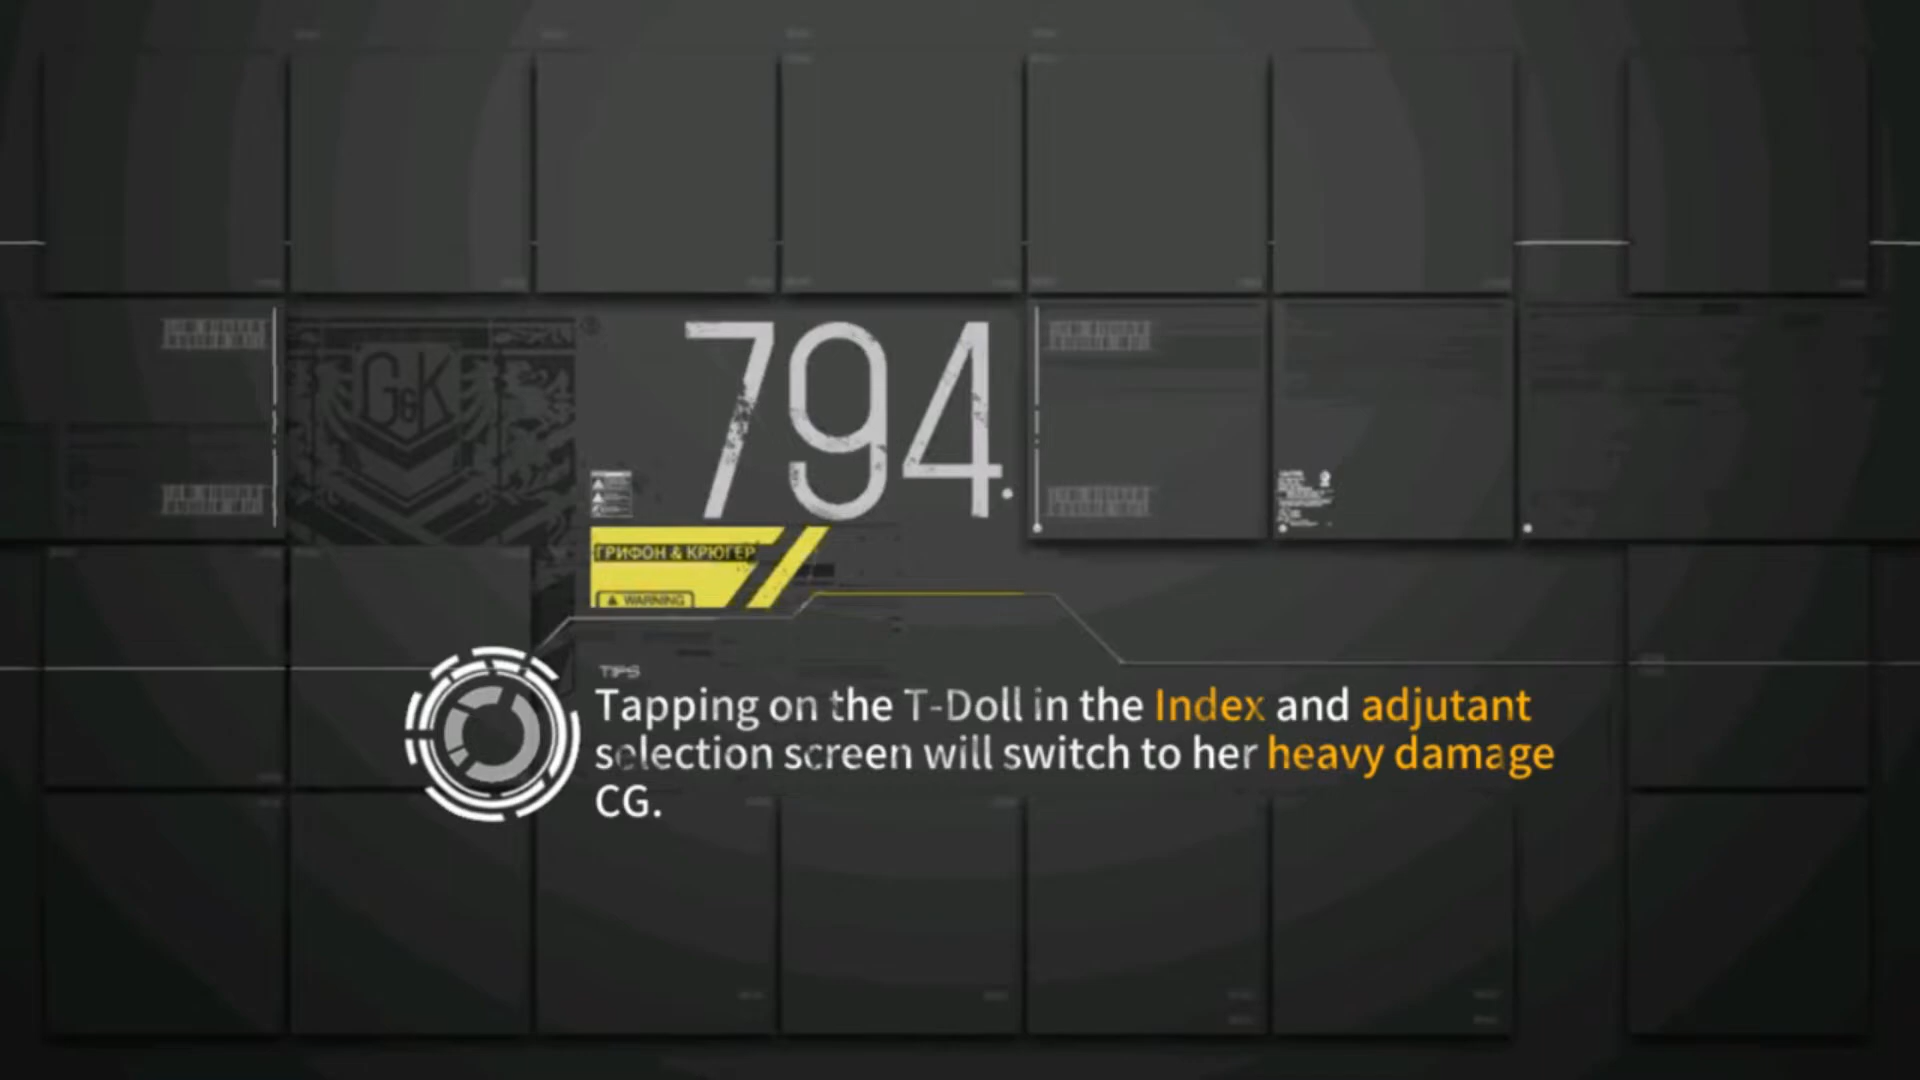 G&K
794.
ГРИФОН & КРЮГЕР
WARNING
TIPS
Tapping on the T-Doll in the Index and adjutant
selection screen will switch to her heavy damage
CG.